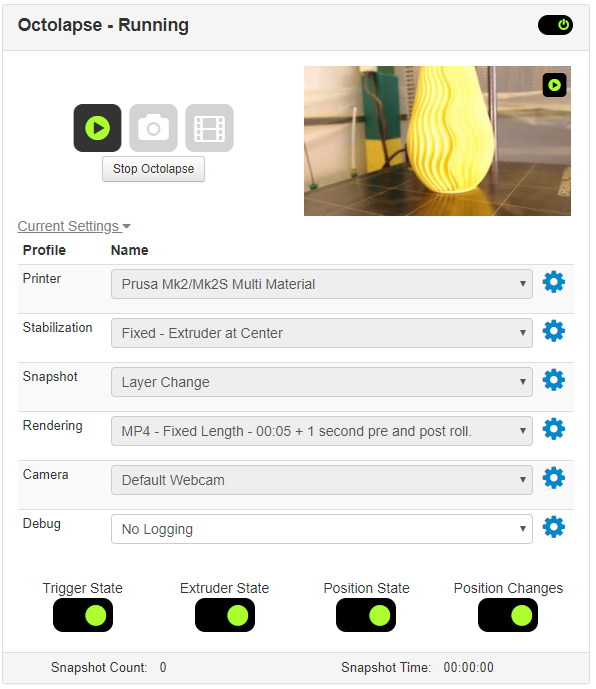 Octolapse - Running
Stop Octolapse
Current Settings
Profile Name
Printer Prusa Mk2/Mk2S Multi Material
Stabilization Fixed - Extruder at Center
Snapshot Layer Change
Rendering MP4 - Fixed Length - 00:05 + 1 second pre and post roll.
Camera Default Webcam
Debug No Logging
Trigger State Extruder State Position State Position Changes
Snapshot Count: 0 Snapshot Time: 00:00:00